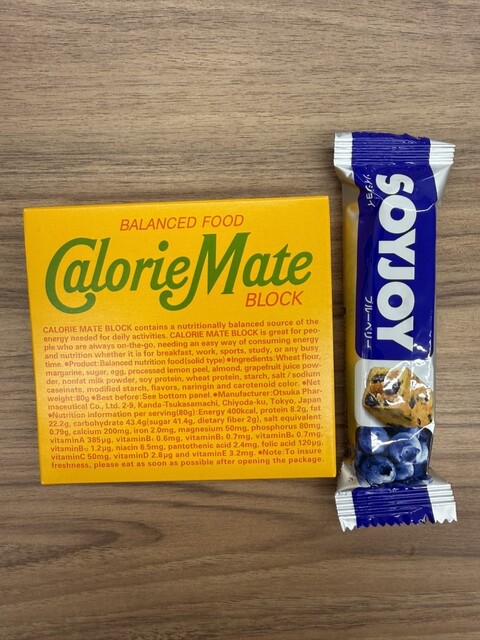 BALANCED FOOD
CalorieMate
BLOCK
CALORIE MATE BLOCK contains a nutritionally balanced source of the
energy needed for deily activities. CALORIE MATE BLOCK is great for peo-
ple who are always on-the-go, needing an easy way of consuming energy
and nutrition whether it is for breakfast, work, sports, study, or any busy
time. ●Product:Balanced nutrition food(solid type) ●Ingredients:Wheat flour,
margarine, sugar, egg, processed lemon peel, almond, grapefruit juice pow-
der, nonfat milk powder, soy protein, wheat protein, starch, salt / sodium
caseinate, modified starch, flavors, naringin and carotenoid color. ●Net
weight:80g ●Best before:See bottom panel. ●Manufacturer:Otsuka Phar-
maceutical Co., Ltd. 2-9, Kanda-Tsukasamachi, Chiyoda-ku, Tokyo, Japan
●Nutrition information per serving(80g):Energy 400kcal, protein 8.2g, fat
22.2g, carbohydrate 43.4g(sugar 41.4g, dietary fiber 2g), salt equivalent
0.79g, calcium 200mg, iron 2.0mg, magnesium 50mg, phosphorus 80mg,
vitaminA 385μg, vitaminB₁ 0.6mg, vitaminB₂ 0.7mg, vitaminB₆ 0.7mg,
vitaminB₁₂ 1.2μg, niacin 6.5mg, pantothenic acid 2.4mg, folic acid 120μg,
vitaminC 50mg, vitaminD 2.8μg and vitaminE 3.2mg. ●Note:To insure
freshness, please eat as soon as possible after opening the package.
SOYJOY
ソイジョイ
ブルーベリー